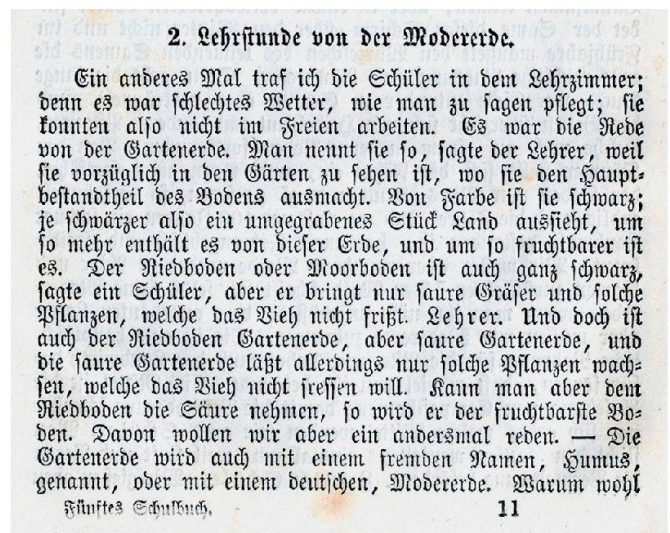 2. Lehrstunde von der Modererde.
Ein anderes Mal traf ich die Schüler in dem Lehrzimmer;
denn es war schlechtes Wetter, wie man zu sagen pflegt; sie
konnten also nicht im Freien arbeiten. Es war die Rede
von der Gartenerde. Man nennt sie so, sagte der Lehrer, weil
sie vorzüglich in den Gärten zu sehen ist, wo sie den Haupt-
bestandtheil des Bodens ausmacht. Von Farbe ist sie schwarz;
je schwärzer also ein umgegrabenes Stück Land aussieht, um
so mehr enthält es von dieser Erde, und um so fruchtbarer ist
es. Der Riedboden oder Moorboden ist auch ganz schwarz,
sagte ein Schüler, aber er bringt nur saure Gräser und solche
Pflanzen, welche das Vieh nicht frißt. Lehrer. Und doch ist
auch der Riedboden Gartenerde, aber saure Gartenerde, und
die saure Gartenerde läßt allerdings nur solche Pflanzen wach-
sen, welche das Vieh nicht fressen will. Kann man aber dem
Riedboden die Säure nehmen, so wird er der fruchtbarste Bo-
den. Davon wollen wir aber ein andersmal reden. — Die
Gartenerde wird auch mit einem fremden Namen, Humus,
genannt, oder mit einem deutschen, Modererde. Warum wohl
Fünftes Schulbuch. 11